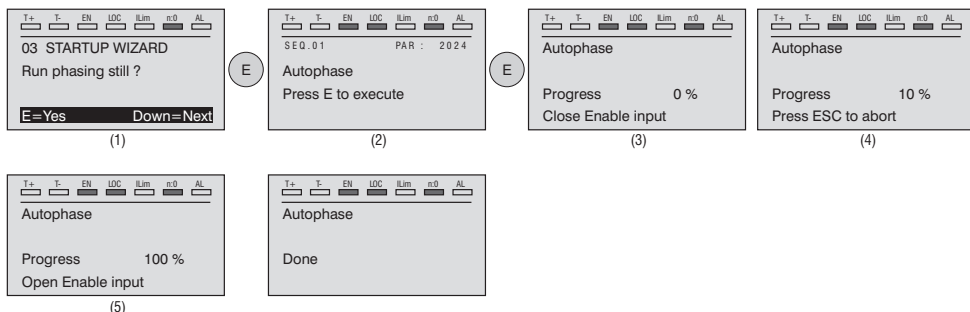 T+ T- EN LOC ILim n:0 AL
03 STARTUP WIZARD
Run phasing still ?
E=Yes Down=Next
(1)
E
T+ T- EN LOC ILim n:0 AL
SEQ.01 PAR : 2024
Autophase
Press E to execute
(2)
E
T+ T- EN LOC ILim n:0 AL
Autophase
Progress 0 %
Close Enable input
(3)
T+ T- EN LOC ILim n:0 AL
Autophase
Progress 10 %
Press ESC to abort
(4)
T+ T- EN LOC ILim n:0 AL
Autophase
Progress 100 %
Open Enable input
(5)
T+ T- EN LOC ILim n:0 AL
Autophase
Done